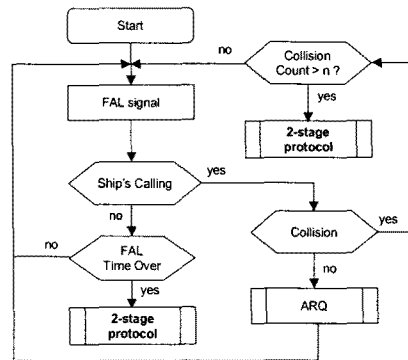 Start
no
Collision
Count > n ?
FAL signal
yes
2-stage
protocol
Ship's Calling
yes
no
no
FAL
Time Over
Collision
yes
yes
no
2-stage
protocol
ARQ